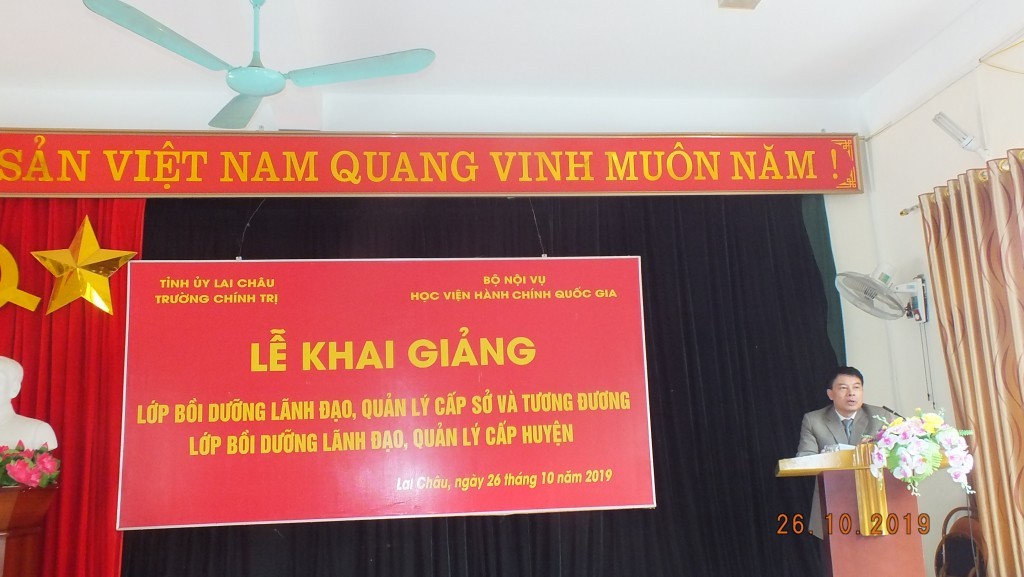 SẢN VIỆT NAM QUANG VINH MUÔN NĂM !
TỈNH ỦY LAI CHÂU
TRƯỜNG CHÍNH TRỊ
BỘ NỘI VỤ
HỌC VIỆN HÀNH CHÍNH QUỐC GIA
LỄ KHAI GIẢNG
LỚP BỒI DƯỠNG LÃNH ĐẠO, QUẢN LÝ CẤP SỞ VÀ TƯƠNG ĐƯƠNG
LỚP BỒI DƯỠNG LÃNH ĐẠO, QUẢN LÝ CẤP HUYỆN
Lai Châu, ngày 26 tháng 10 năm 2019
26.10.2019